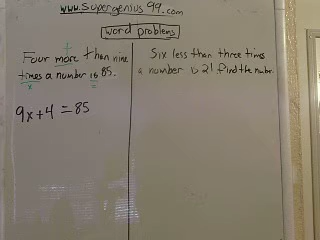 www.supergenius99.com
word problems
+
Four more than nine
times a number is 85.
x =
9x+4=85
Six less than three times
a number is 21. Find the number.